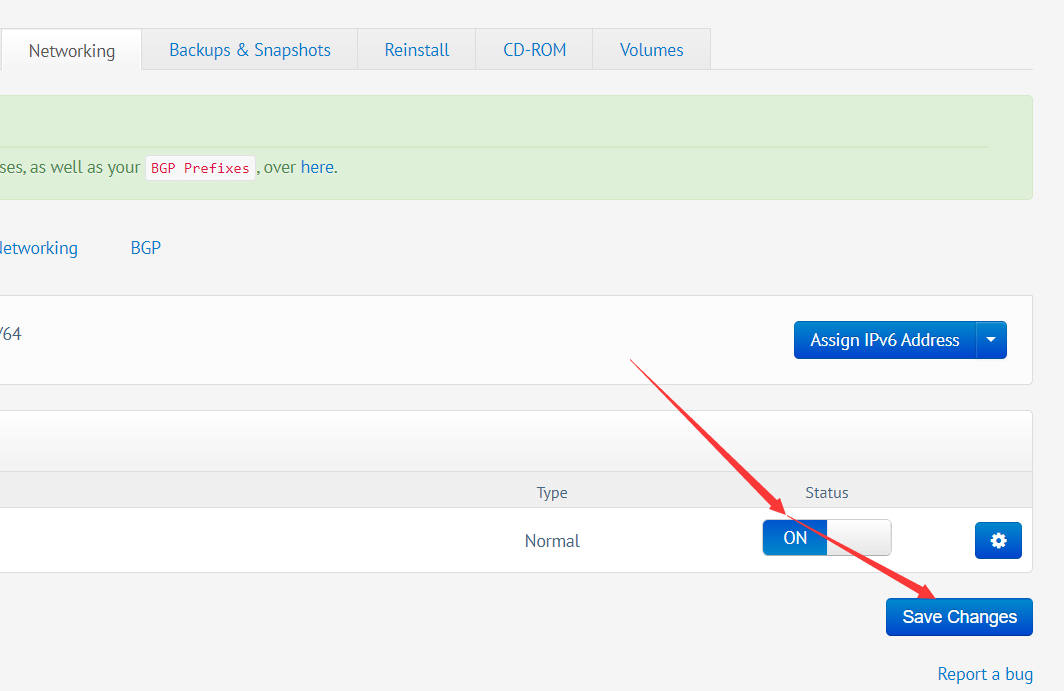 Networking Backups & Snapshots Reinstall CD-ROM Volumes
ses, as well as your BGP Prefixes, over here.
Networking BGP
/64
Assign IPv6 Address
Type Status
Normal ON
Save Changes
Report a bug